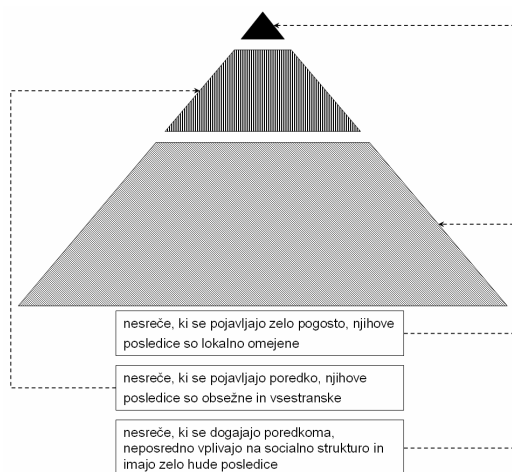 nesreče, ki se pojavljajo zelo pogosto, njihove
posledice so lokalno omejene
nesreče, ki se pojavljajo poredko, njihove
posledice so obsežne in vsestranske
nesreče, ki se dogajajo poredkoma,
neposredno vplivajo na socialno strukturo in
imajo zelo hude posledice